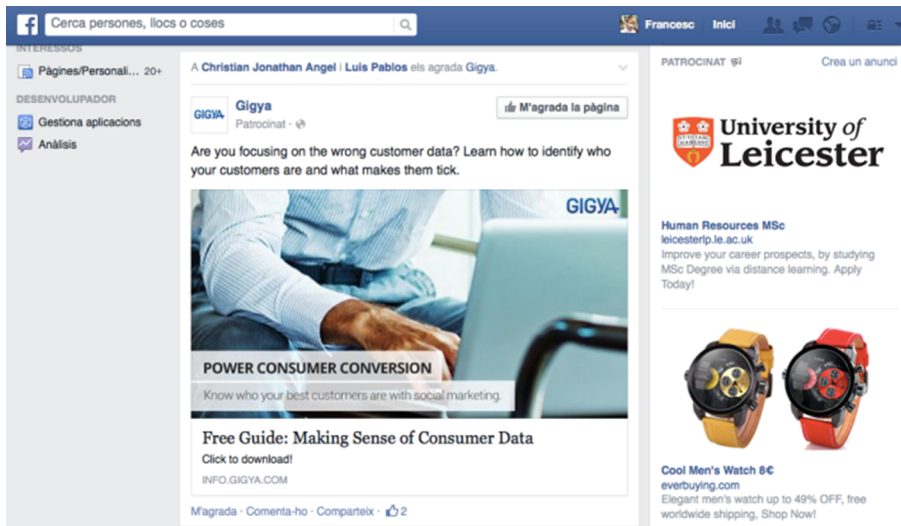 Cerca persones, llocs o coses
Francesc Inici
INTERESSOS
Pàgines/Personali... 20+
DESENVOLUPADOR
Gestiona aplicacions
Anàlisis
A Christian Jonathan Angel i Luis Pablos els agrada Gigya.
GIGYA
Gigya
Patrocinat ·
M'agrada la pàgina
Are you focusing on the wrong customer data? Learn how to identify who
your customers are and what makes them tick.
GIGYA
POWER CONSUMER CONVERSION
Know who your best customers are with social marketing.
Free Guide: Making Sense of Consumer Data
Click to download!
INFO.GIGYA.COM
M'agrada · Comenta-ho · Comparteix · 2
PATROCINAT
Crea un anunci
University of
Leicester
Human Resources MSc
leicesterlp.le.ac.uk
Improve your career prospects, by studying
MSc Degree via distance learning. Apply
Today!
Cool Men's Watch 8€
everbuying.com
Elegant men's watch up to 49% OFF, free
worldwide shipping, Shop Now!